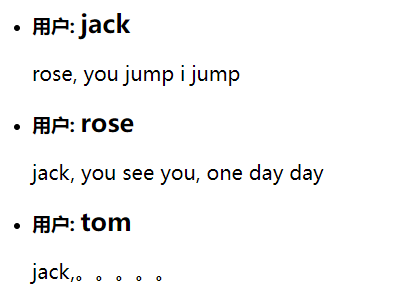 用户: jack
rose, you jump i jump
用户: rose
jack, you see you, one day day
用户: tom
jack,。。。。。